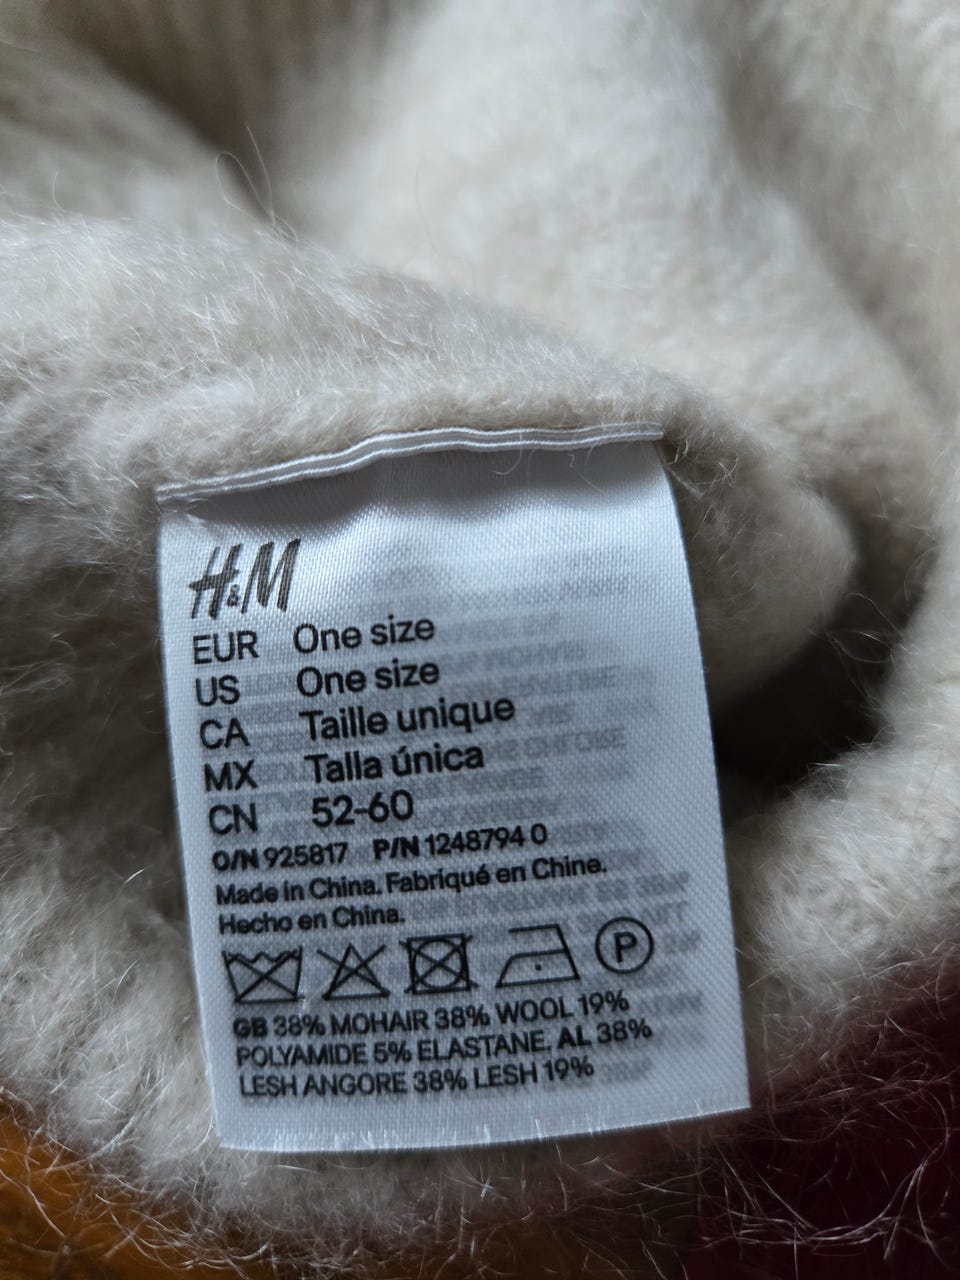 H&M
EUR One size
US One size
CA Taille unique
MX Talla única
CN 52-60
O/N 925817 P/N 1248794 0
Made in China. Fabriqué en Chine.
Hecho en China.
P
GB 38% MOHAIR 38% WOOL 19%
POLYAMIDE 5% ELASTANE, AL 38%
LESH ANGORE 38% LESH 19%